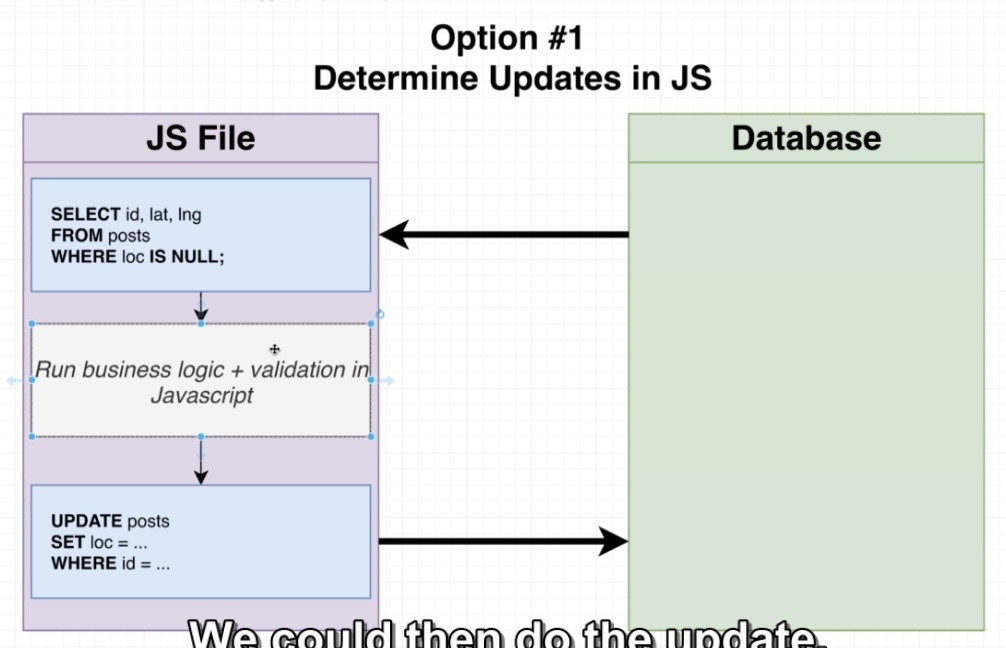 Option #1
Determine Updates in JS
JS File
Database
SELECT id, lat, lng
FROM posts
WHERE loc IS NULL;
Run business logic + validation in
Javascript
UPDATE posts
SET loc = ...
WHERE id = ...
We could then do the update.